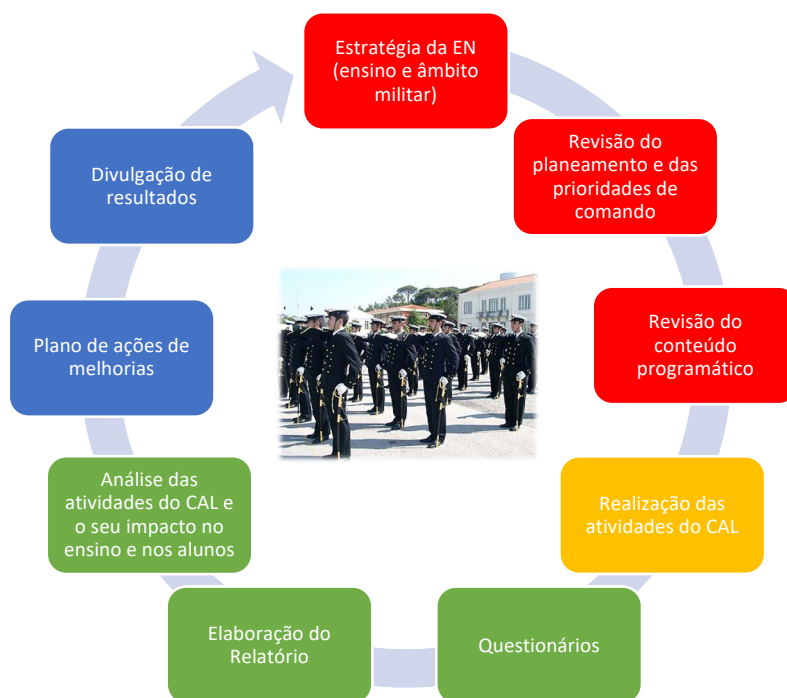 Estratégia da EN
(ensino e âmbito
militar)
Revisão do
planeamento e das
prioridades de
comando
Revisão do
conteúdo
programático
Realização das
atividades do CAL
Questionários
Elaboração do
Relatório
Análise das
atividades do CAL e
o seu impacto no
ensino e nos alunos
Plano de ações de
melhorias
Divulgação de
resultados